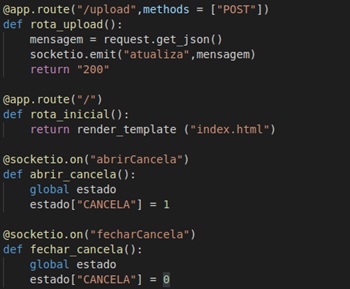 @app.route("/upload",methods = ["POST"])
def rota_upload():
    mensagem = request.get_json()
    socketio.emit("atualiza",mensagem)
    return "200"

@app.route("/")
def rota_inicial():
    return render_template ("index.html")

@socketio.on("abrirCancela")
def abrir_cancela():
    global estado
    estado["CANCELA"] = 1

@socketio.on("fecharCancela")
def fechar_cancela():
    global estado
    estado["CANCELA"] = 0